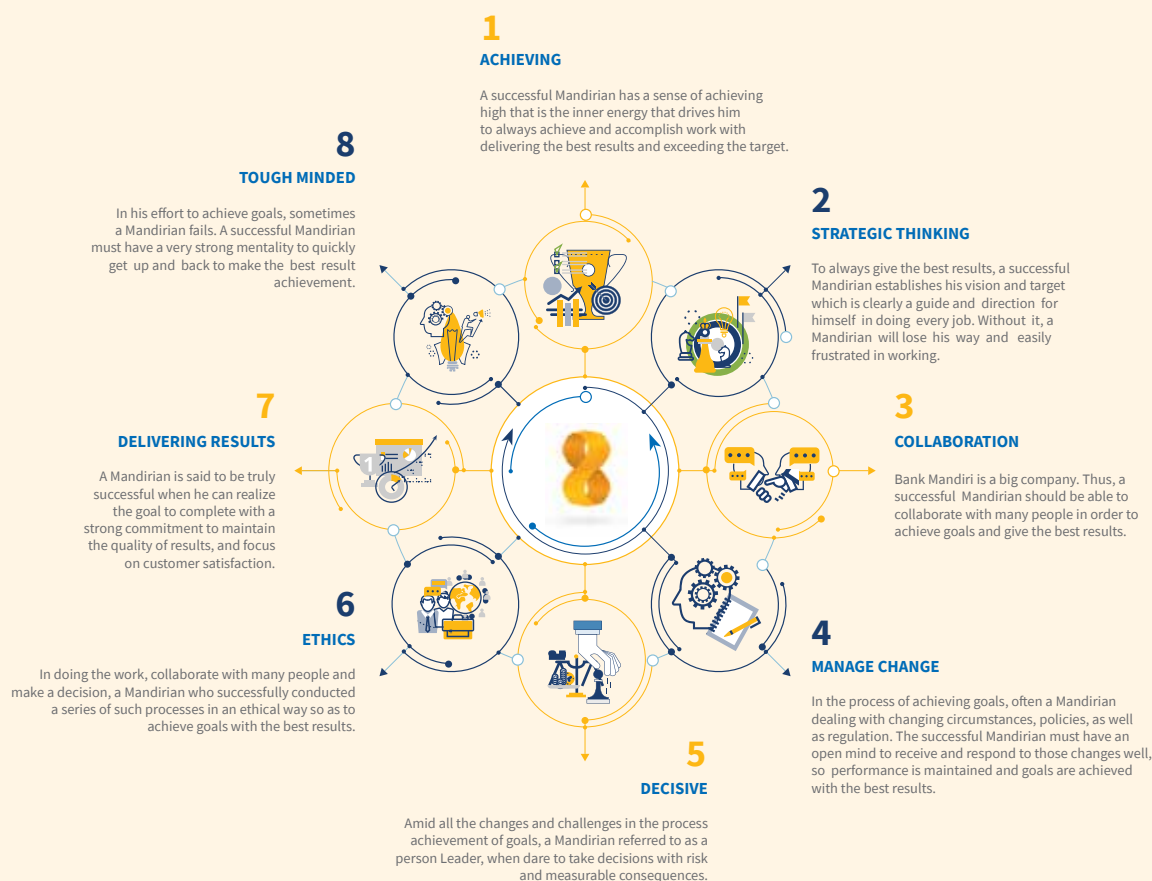 1
ACHIEVING
A successful Mandirian has a sense of achieving
high that is the inner energy that drives him
to always achieve and accomplish work with
delivering the best results and exceeding the target.
2
STRATEGIC THINKING
To always give the best results, a successful
Mandirian establishes his vision and target
which is clearly a guide and direction for
himself in doing every job. Without it, a
Mandirian will lose his way and easily
frustrated in working.
3
COLLABORATION
Bank Mandiri is a big company. Thus, a
successful Mandirian should be able to
collaborate with many people in order to
achieve goals and give the best results.
4
MANAGE CHANGE
In the process of achieving goals, often a Mandirian
dealing with changing circumstances, policies, as well
as regulation. The successful Mandirian must have an
open mind to receive and respond to those changes well,
so performance is maintained and goals are achieved
with the best results.
5
DECISIVE
Amid all the changes and challenges in the process
achievement of goals, a Mandirian referred to as a
person Leader, when dare to take decisions with risk
and measurable consequences.
6
ETHICS
In doing the work, collaborate with many people and
make a decision, a Mandirian who successfully conducted
a series of such processes in an ethical way so as to
achieve goals with the best results.
7
DELIVERING RESULTS
A Mandirian is said to be truly
successful when he can realize
the goal to complete with a
strong commitment to maintain
the quality of results, and focus
on customer satisfaction.
8
TOUGH MINDED
In his effort to achieve goals, sometimes
a Mandirian fails. A successful Mandirian
must have a very strong mentality to quickly
get up and back to make the best result
achievement.
8
1